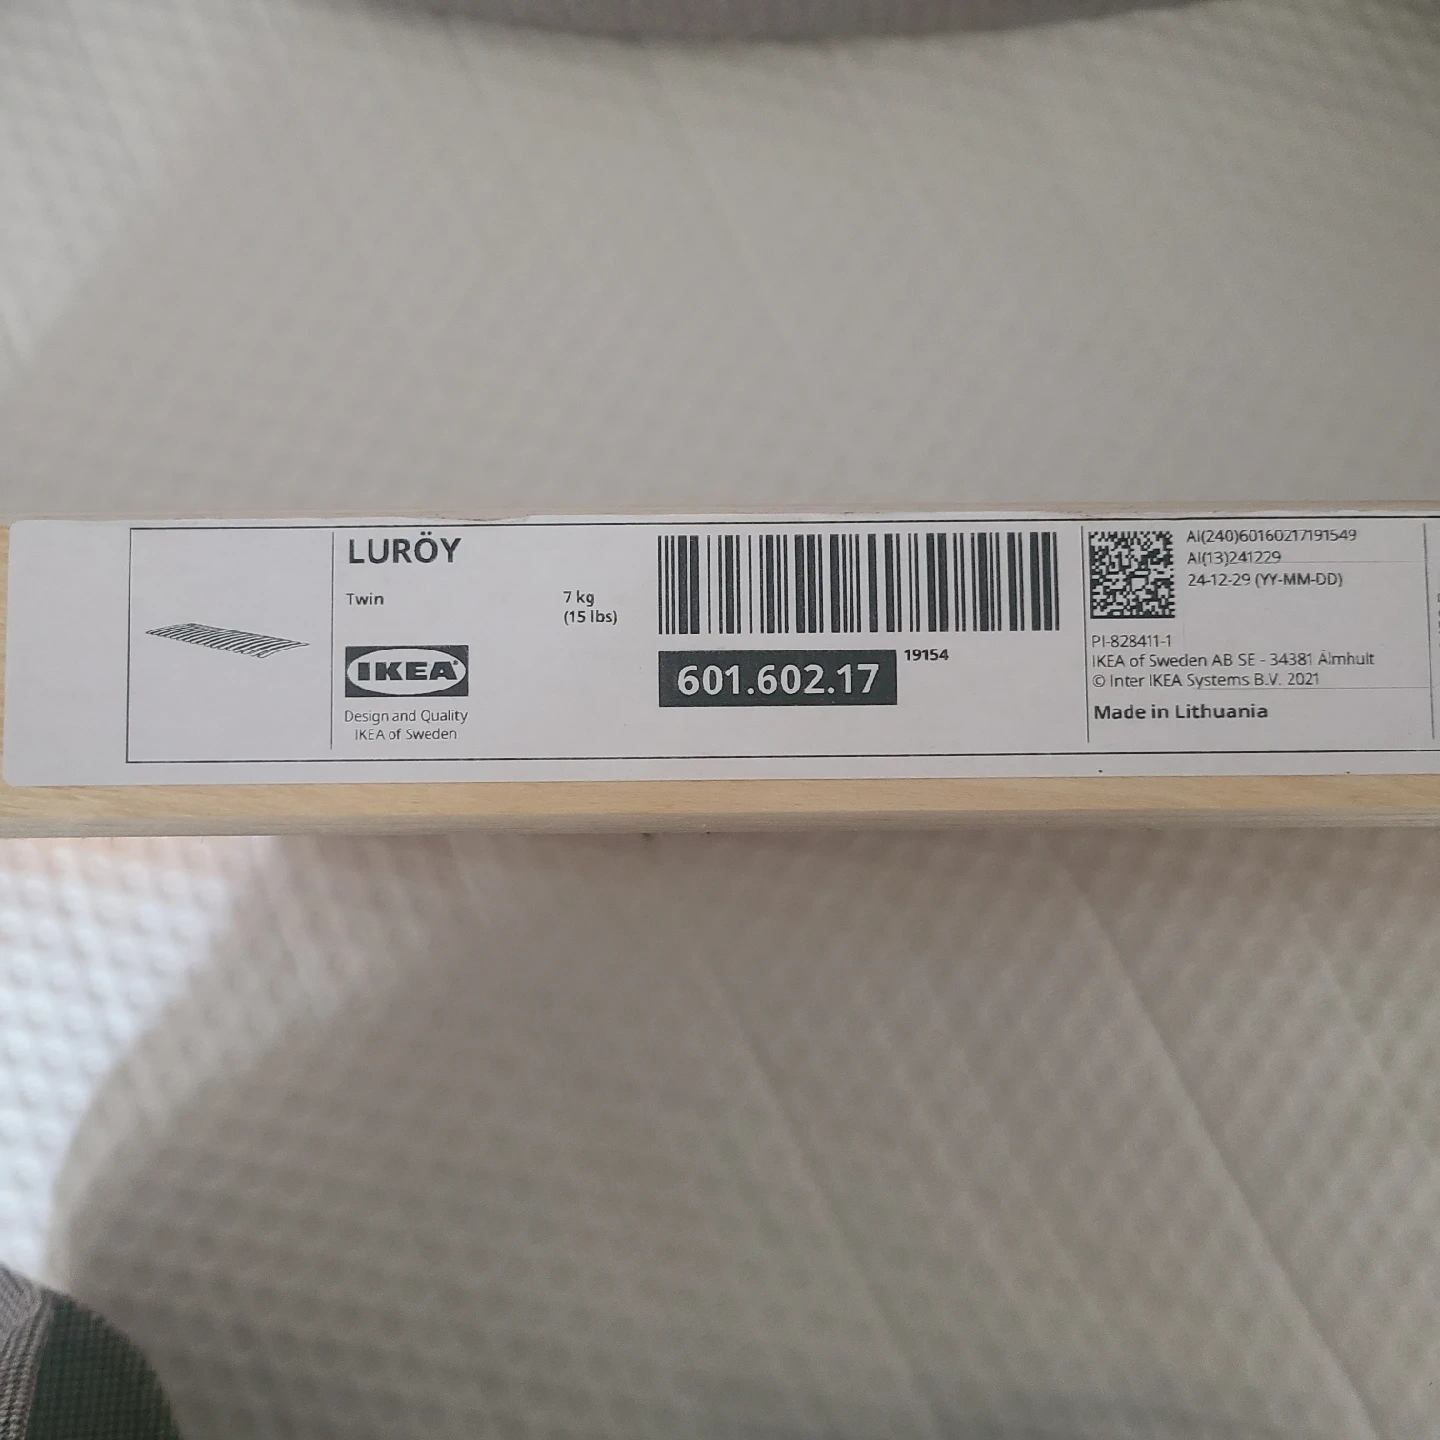 LURÖY
Twin
7 kg
(15 lbs)
IKEA®
Design and Quality
IKEA of Sweden
601.602.17
19154
AI(240)60160217191549
AI(13)241229
24-12-29 (YY-MM-DD)
PI-828411-1
IKEA of Sweden AB SE - 34381 Älmhult
© Inter IKEA Systems B.V. 2021
Made in Lithuania